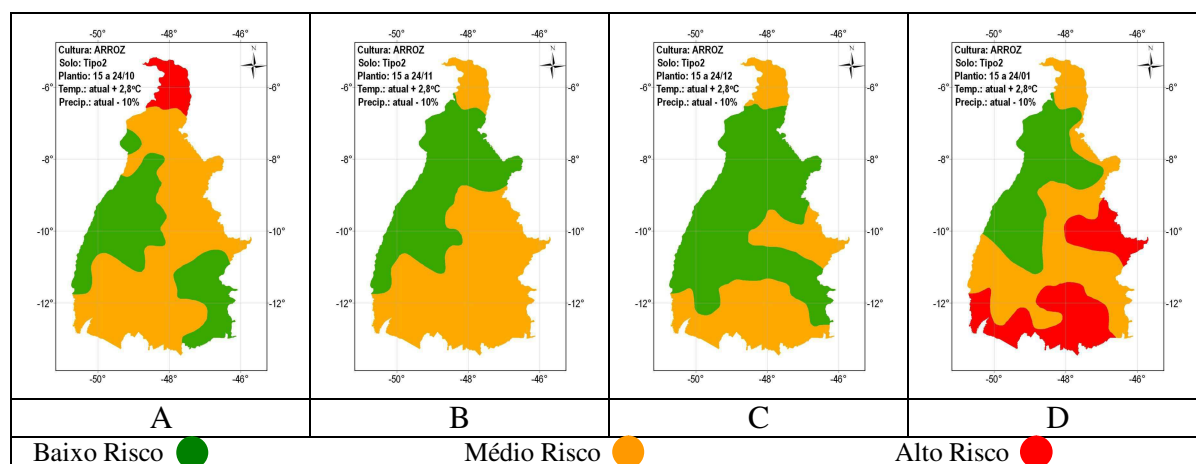 -50° -48° -46°
Cultura: ARROZ
Solo: Tipo2
Plantio: 15 a 24/10
Temp.: atual + 2,8ºC
Precip.: atual - 10%
N
-6° -6°
-8° -8°
-10° -10°
-12° -12°
-50° -48° -46°
-50° -48° -46°
Cultura: ARROZ
Solo: Tipo2
Plantio: 15 a 24/11
Temp.: atual + 2,8ºC
Precip.: atual - 10%
N
-6° -6°
-8° -8°
-10° -10°
-12° -12°
-50° -48° -46°
-50° -48° -46°
Cultura: ARROZ
Solo: Tipo2
Plantio: 15 a 24/12
Temp.: atual + 2,8ºC
Precip.: atual - 10%
N
-6° -6°
-8° -8°
-10° -10°
-12° -12°
-50° -48° -46°
-50° -48° -46°
Cultura: ARROZ
Solo: Tipo2
Plantio: 15 a 24/01
Temp.: atual + 2,8ºC
Precip.: atual - 10%
N
-6° -6°
-8° -8°
-10° -10°
-12° -12°
-50° -48° -46°
A B C D
Baixo Risco Médio Risco Alto Risco